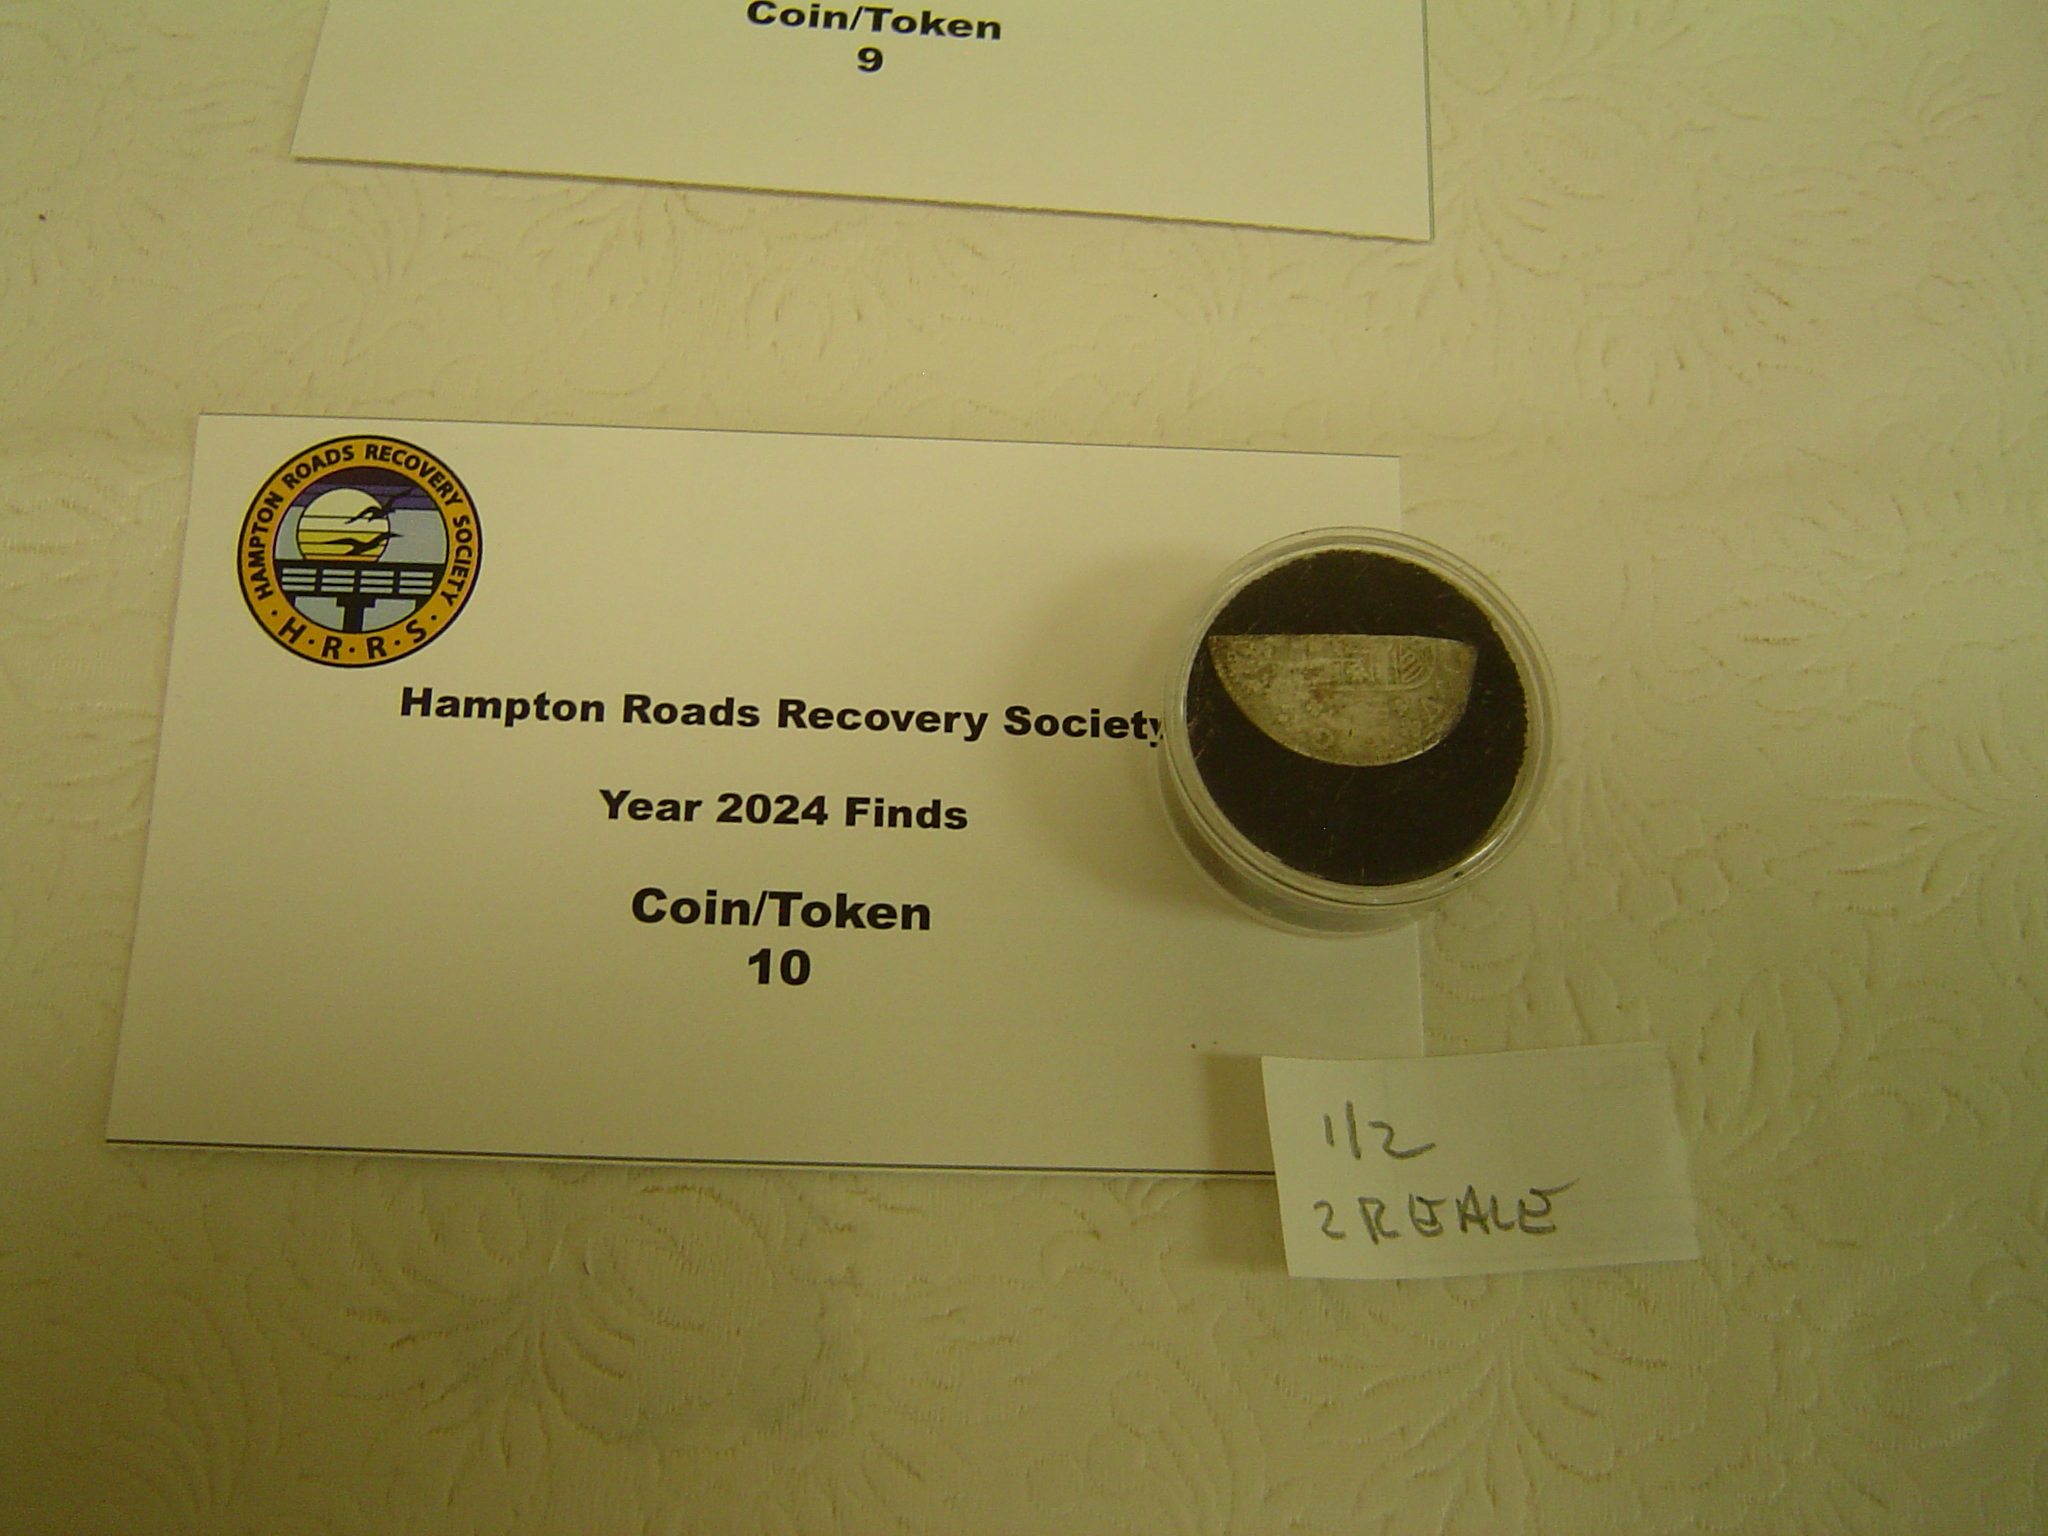 Coin/Token
9
HAMPTON ROADS RECOVERY SOCIETY
· H · R · R · S ·
Hampton Roads Recovery Society
Year 2024 Finds
Coin/Token
10
1/2
2 REALE